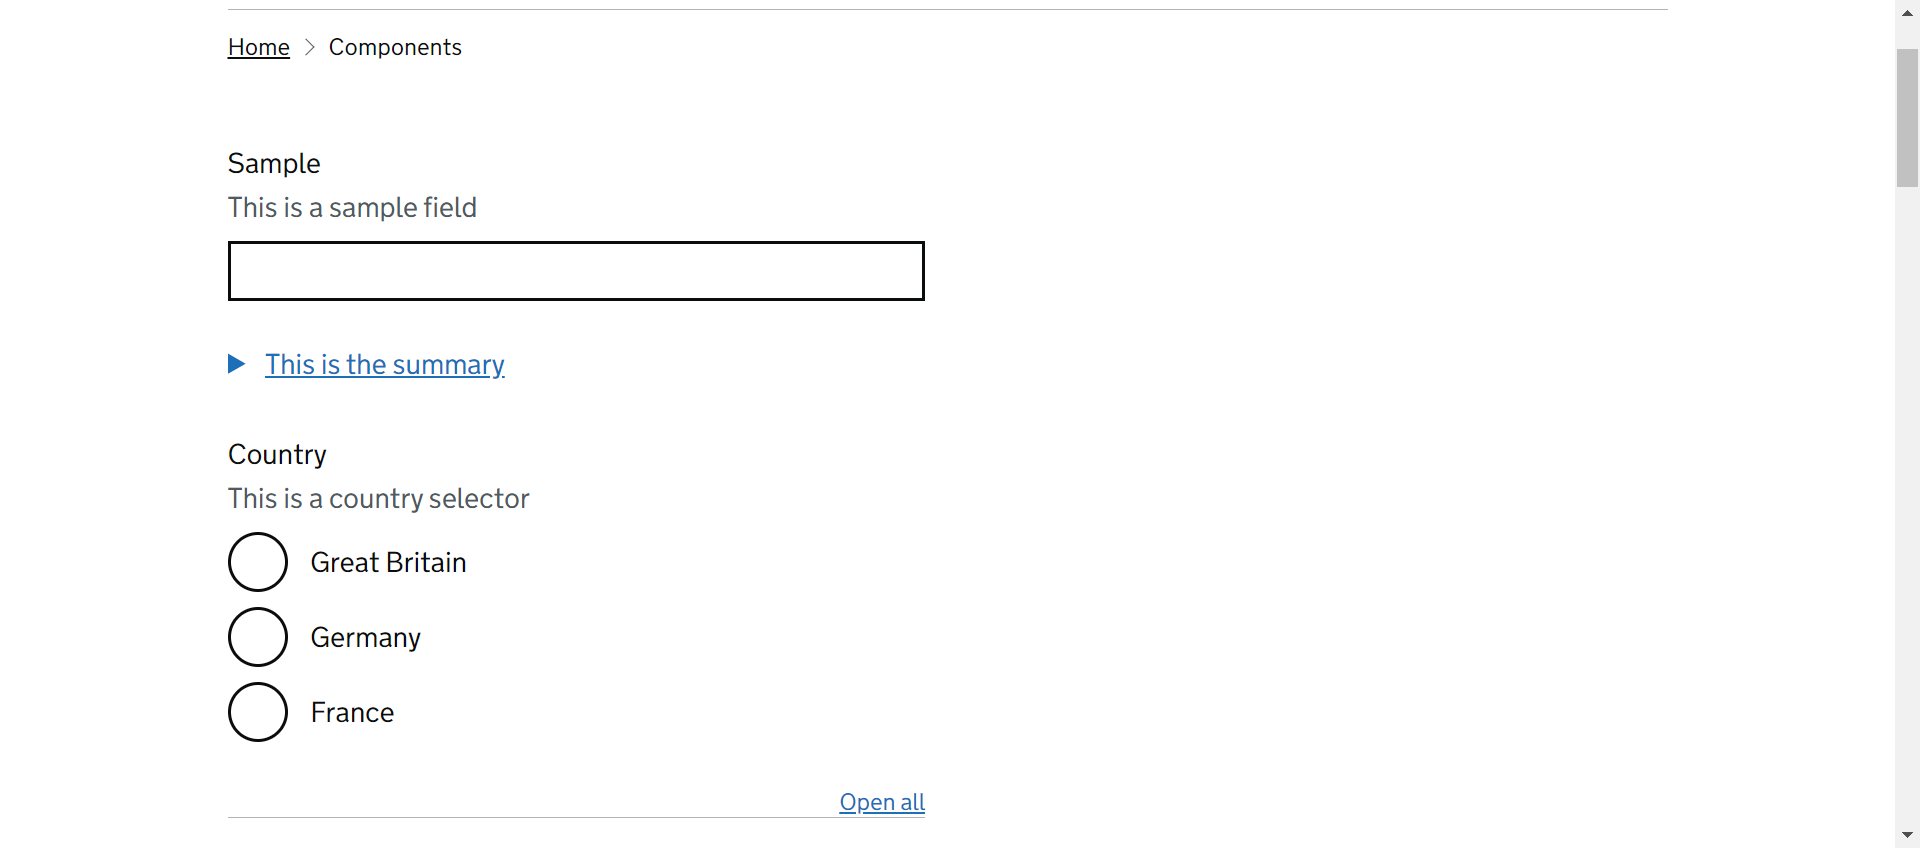 Home > Components
Sample
This is a sample field
This is the summary
Country
This is a country selector
Great Britain
Germany
France
Open all